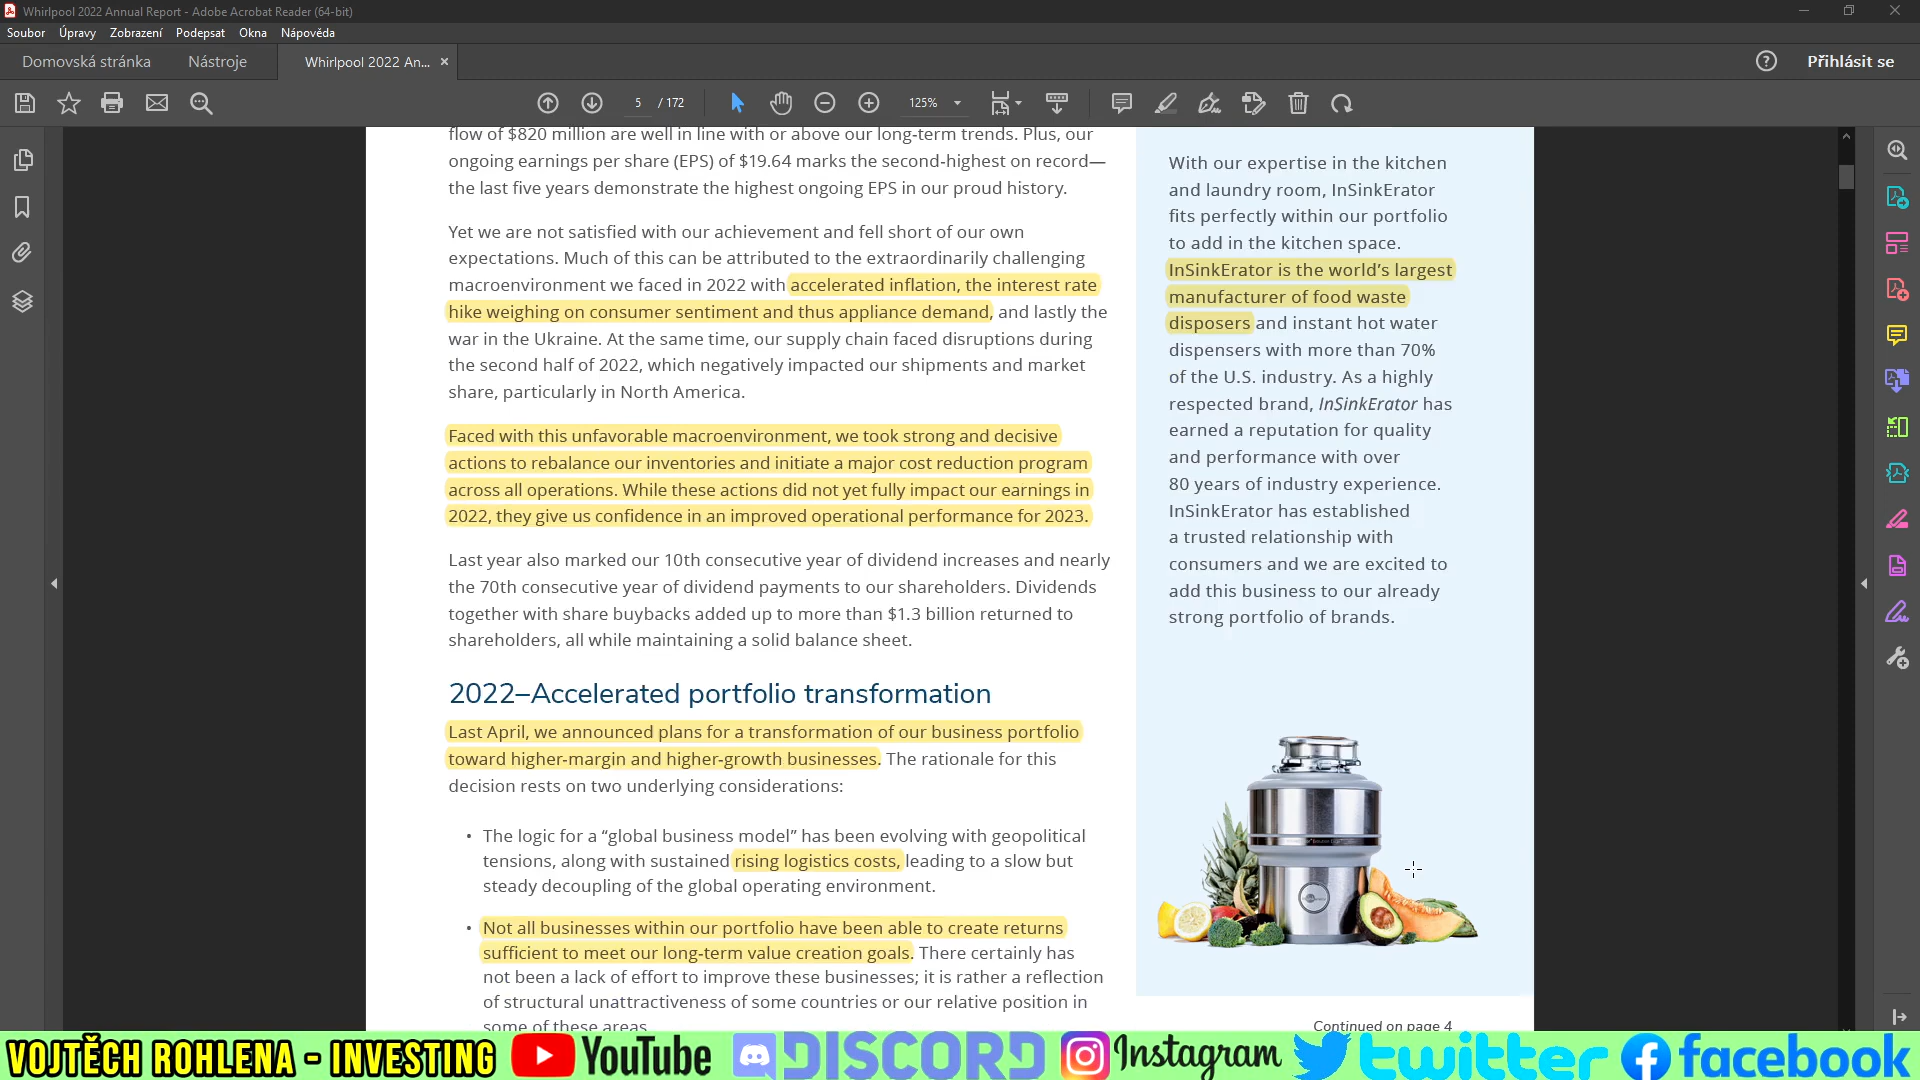 Whirlpool 2022 Annual Report - Adobe Acrobat Reader (64-bit)
Soubor Úpravy Zobrazení Podepsat Okna Nápověda
Domovská stránka Nástroje Whirlpool 2022 An... × Přihlásit se
5 / 172 125%
flow of $820 million are well in line with or above our long-term trends. Plus, our
ongoing earnings per share (EPS) of $19.64 marks the second-highest on record—
the last five years demonstrate the highest ongoing EPS in our proud history.
Yet we are not satisfied with our achievement and fell short of our own
expectations. Much of this can be attributed to the extraordinarily challenging
macroenvironment we faced in 2022 with accelerated inflation, the interest rate
hike weighing on consumer sentiment and thus appliance demand, and lastly the
war in the Ukraine. At the same time, our supply chain faced disruptions during
the second half of 2022, which negatively impacted our shipments and market
share, particularly in North America.
Faced with this unfavorable macroenvironment, we took strong and decisive
actions to rebalance our inventories and initiate a major cost reduction program
across all operations. While these actions did not yet fully impact our earnings in
2022, they give us confidence in an improved operational performance for 2023.
Last year also marked our 10th consecutive year of dividend increases and nearly
the 70th consecutive year of dividend payments to our shareholders. Dividends
together with share buybacks added up to more than $1.3 billion returned to
shareholders, all while maintaining a solid balance sheet.
2022–Accelerated portfolio transformation
Last April, we announced plans for a transformation of our business portfolio
toward higher-margin and higher-growth businesses. The rationale for this
decision rests on two underlying considerations:
• The logic for a “global business model” has been evolving with geopolitical
tensions, along with sustained rising logistics costs, leading to a slow but
steady decoupling of the global operating environment.
• Not all businesses within our portfolio have been able to create returns
sufficient to meet our long-term value creation goals. There certainly has
not been a lack of effort to improve these businesses; it is rather a reflection
of structural unattractiveness of some countries or our relative position in
some of these areas.
With our expertise in the kitchen
and laundry room, InSinkErator
fits perfectly within our portfolio
to add in the kitchen space.
InSinkErator is the world’s largest
manufacturer of food waste
disposers and instant hot water
dispensers with more than 70%
of the U.S. industry. As a highly
respected brand, InSinkErator has
earned a reputation for quality
and performance with over
80 years of industry experience.
InSinkErator has established
a trusted relationship with
consumers and we are excited to
add this business to our already
strong portfolio of brands.
Continued on page 4
VOJTĚCH ROHLENA - INVESTING YouTube DISCORD Instagram twitter facebook